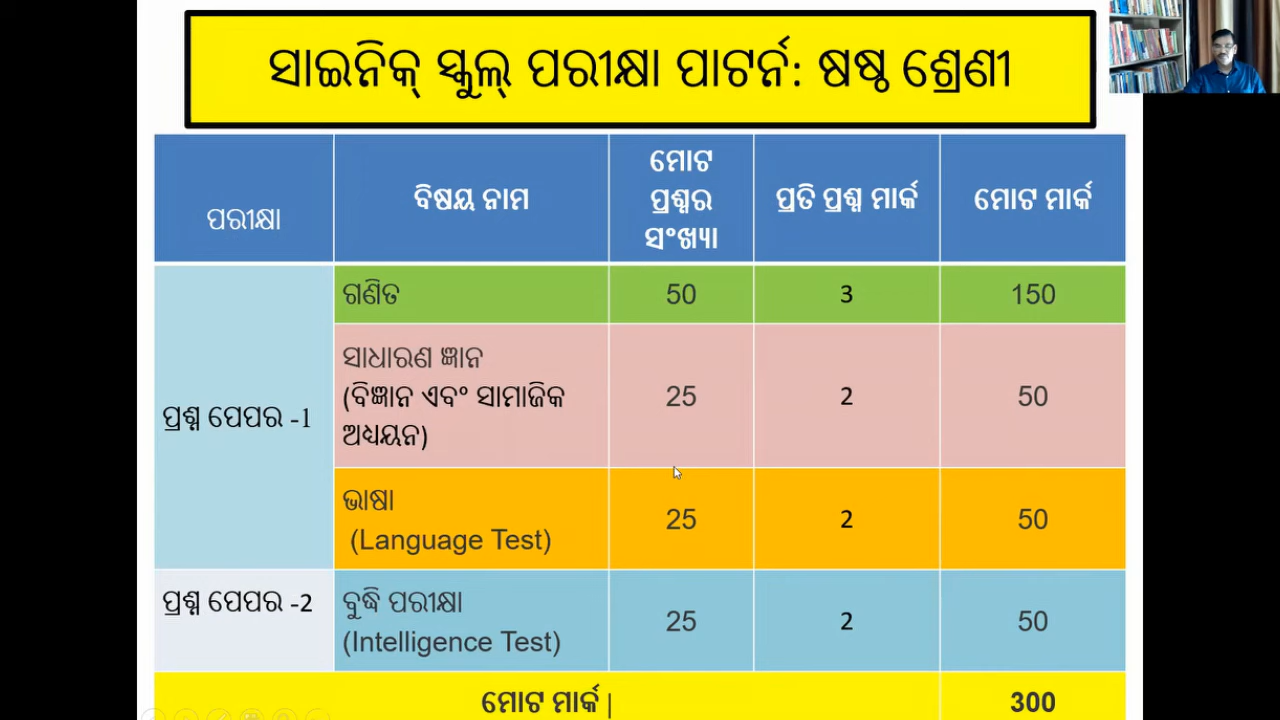 ସାଇନିକ୍ ସ୍କୁଲ୍ ପରୀକ୍ଷା ପାଟର୍ନ: ଷଷ୍ଠ ଶ୍ରେଣୀ
ପରୀକ୍ଷା
ବିଷୟ ନାମ
ମୋଟ
ପ୍ରଶ୍ନର
ସଂଖ୍ୟା
ପ୍ରତି ପ୍ରଶ୍ନ ମାର୍କ
ମୋଟ ମାର୍କ
ପ୍ରଶ୍ନ ପେପର -1
ଗଣିତ
50
3
150
ସାଧାରଣ ଜ୍ଞାନ
(ବିଜ୍ଞାନ ଏବଂ ସାମାଜିକ
ଅଧ୍ୟୟନ)
25
2
50
ଭାଷା
(Language Test)
25
2
50
ପ୍ରଶ୍ନ ପେପର -2
ବୁଦ୍ଧି ପରୀକ୍ଷା
(Intelligence Test)
25
2
50
ମୋଟ ମାର୍କ |
300